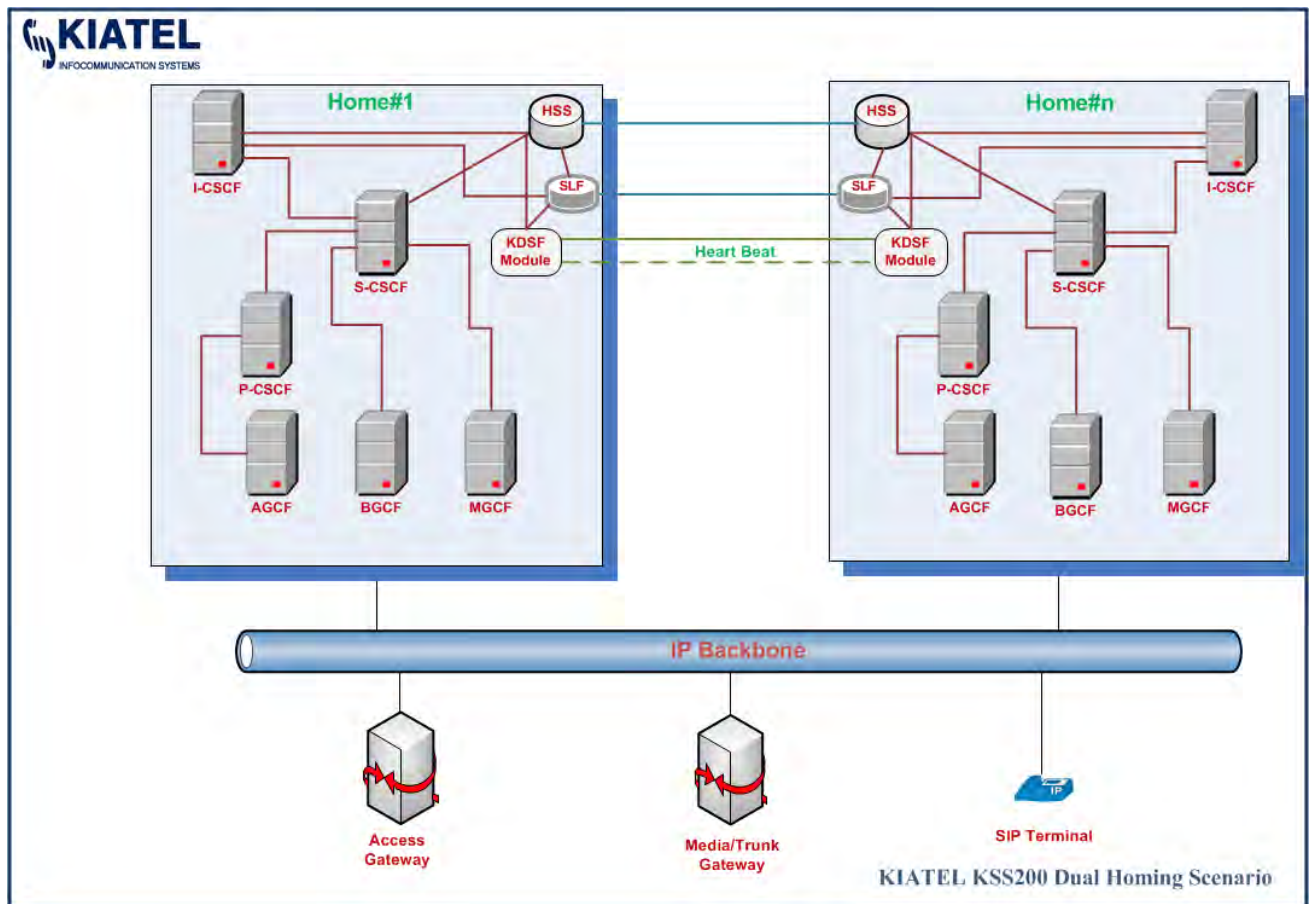 KIATEL
INFOCOMMUNICATION SYSTEMS
Home#1
HSS
I-CSCF
SLF
KDSF
Module
S-CSCF
P-CSCF
AGCF
BGCF
MGCF
Heart Beat
Home#n
HSS
I-CSCF
SLF
KDSF
Module
S-CSCF
P-CSCF
AGCF
BGCF
MGCF
IP Backbone
Access
Gateway
Media/Trunk
Gateway
IP
SIP Terminal
KIATEL KSS200 Dual Homing Scenario